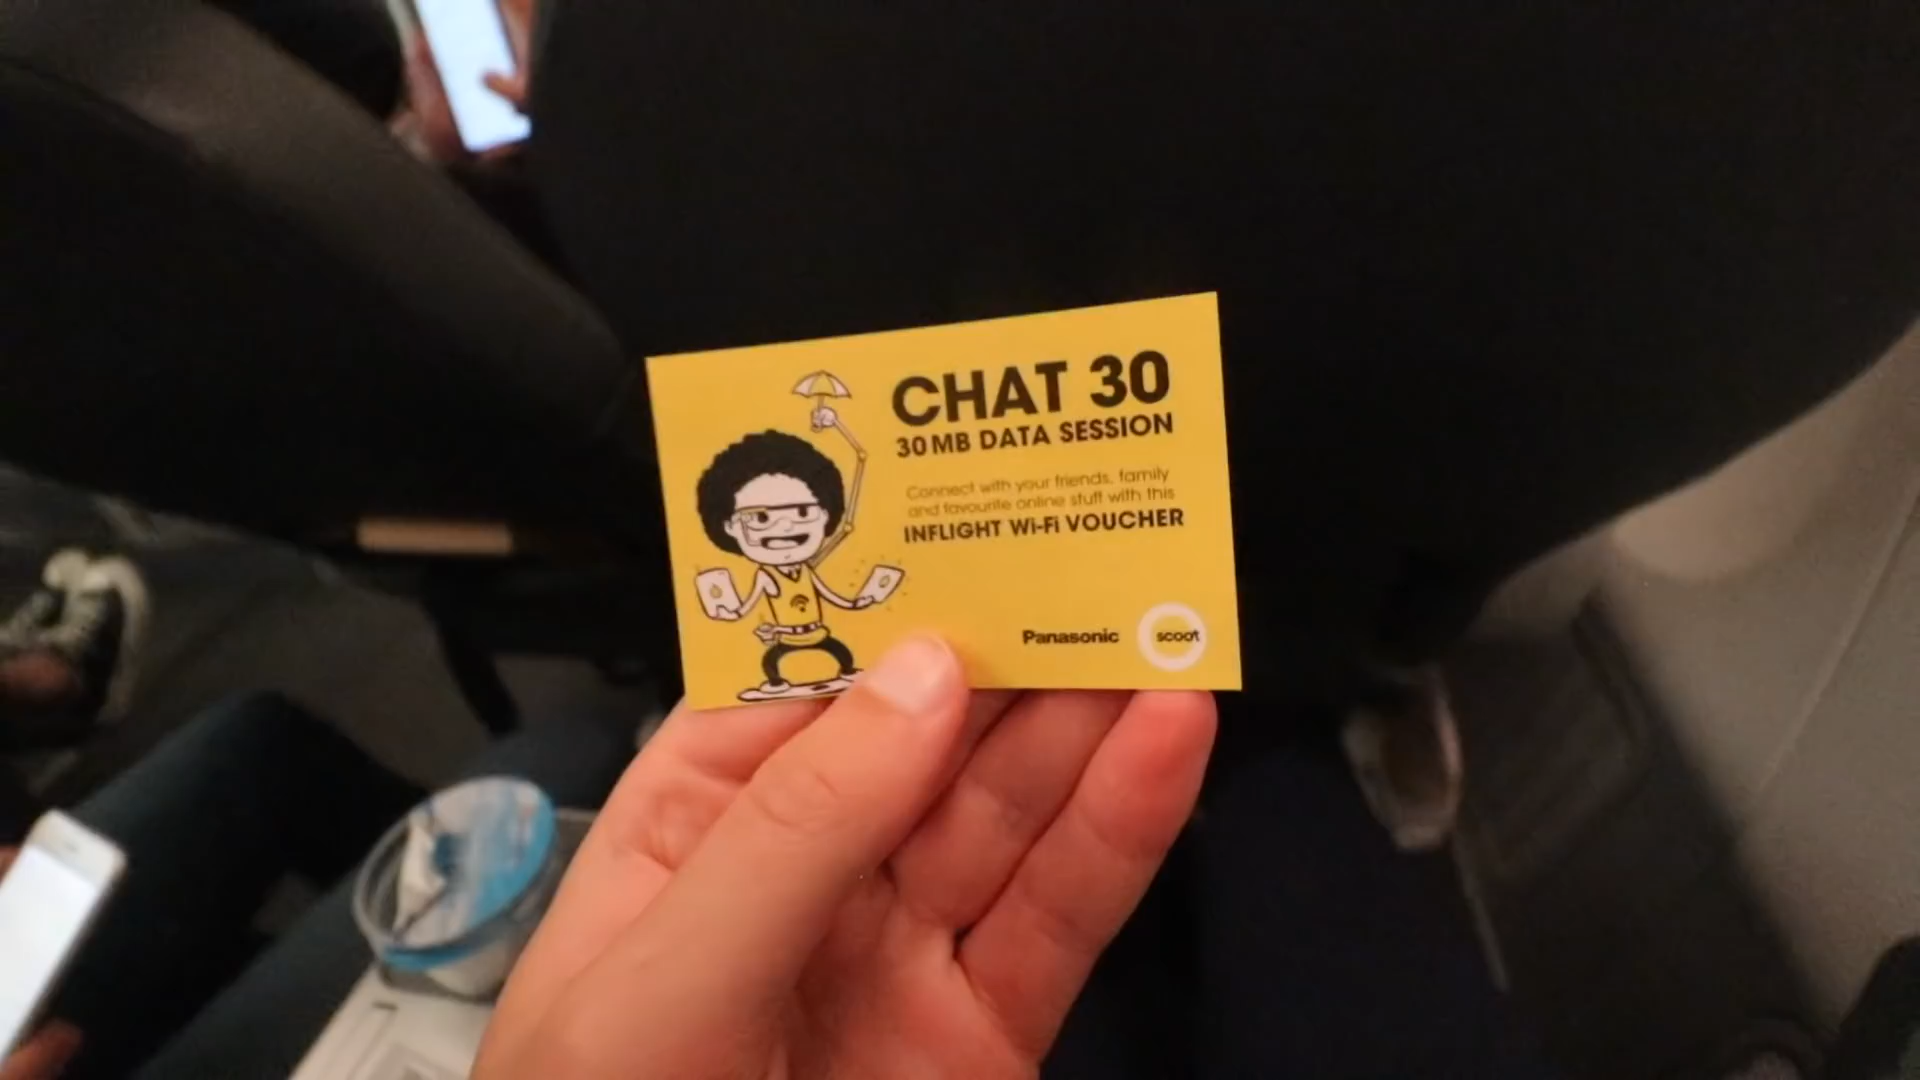 CHAT 30
30 MB DATA SESSION
Connect with your friends, family
and favourite online stuff with this
INFLIGHT Wi-Fi VOUCHER
Panasonic
scoot